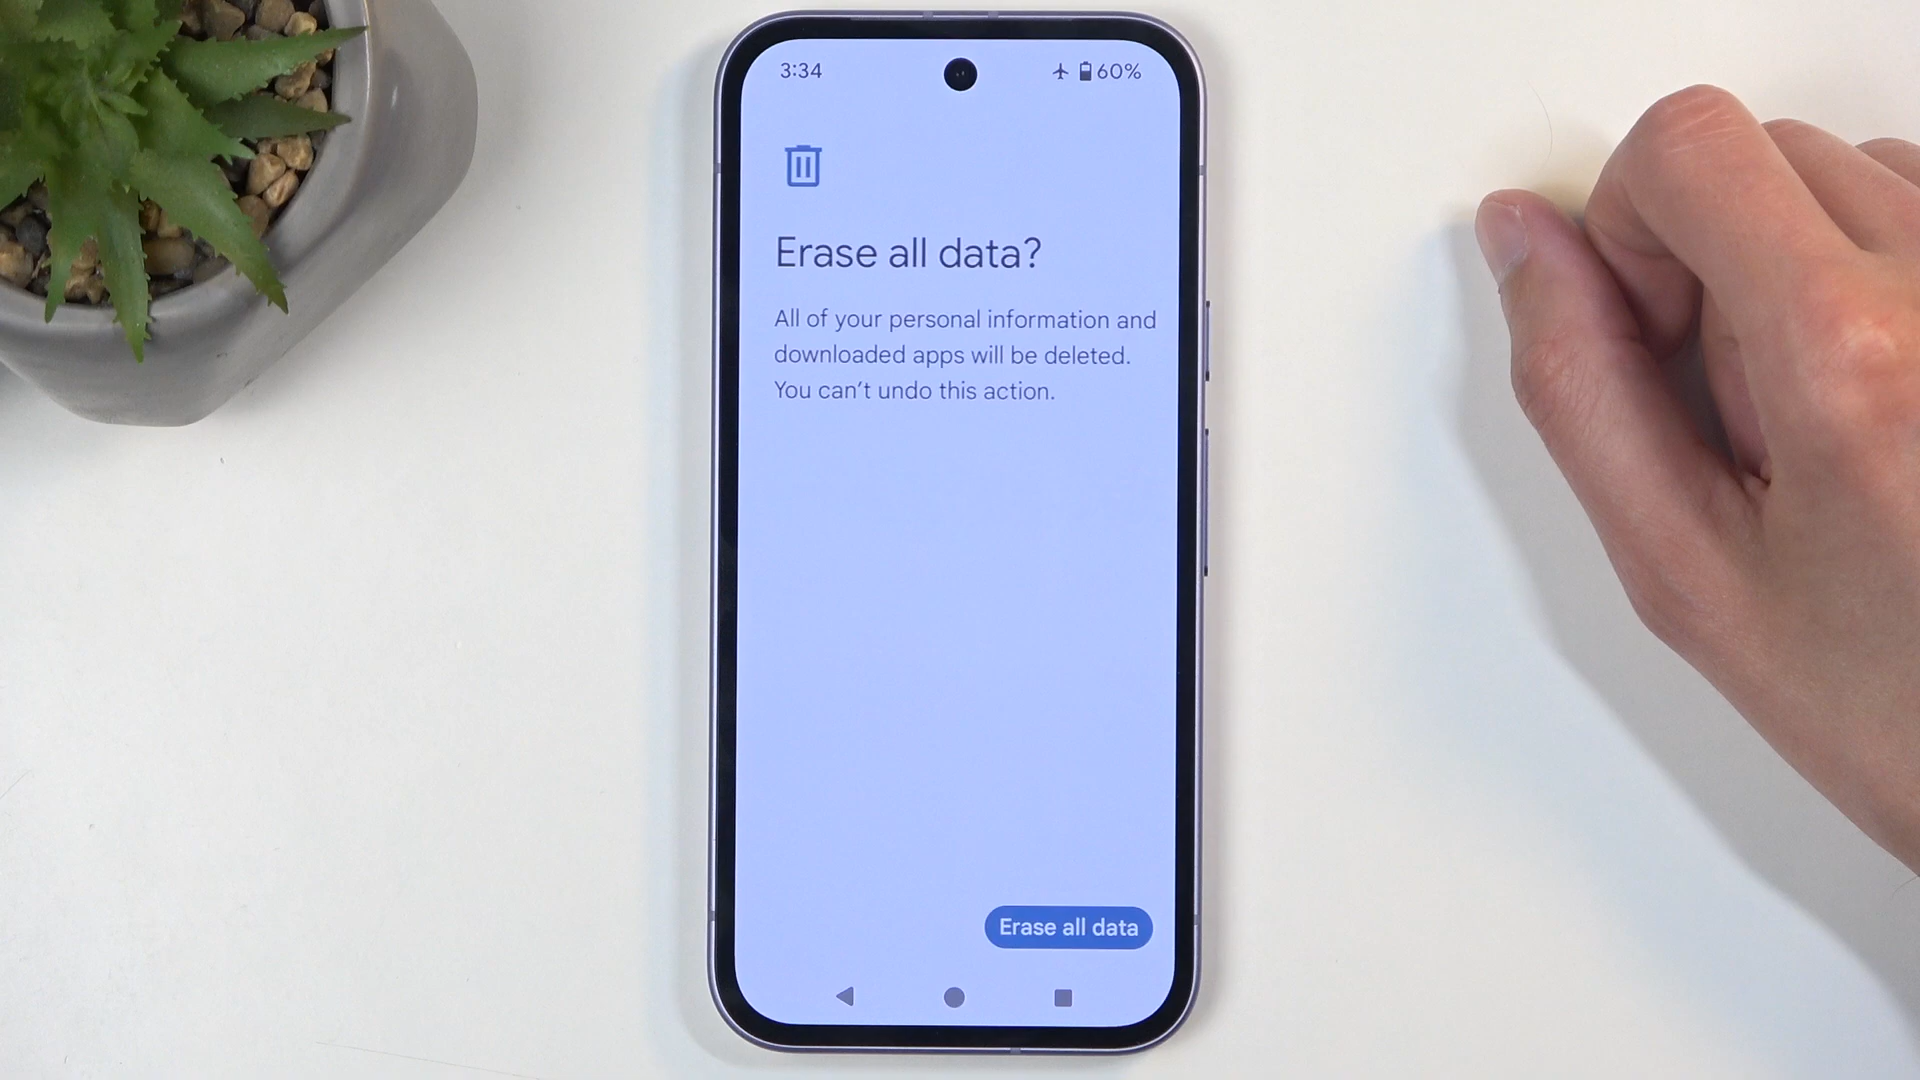 3:34 60%
Erase all data?
All of your personal information and
downloaded apps will be deleted.
You can't undo this action.
Erase all data